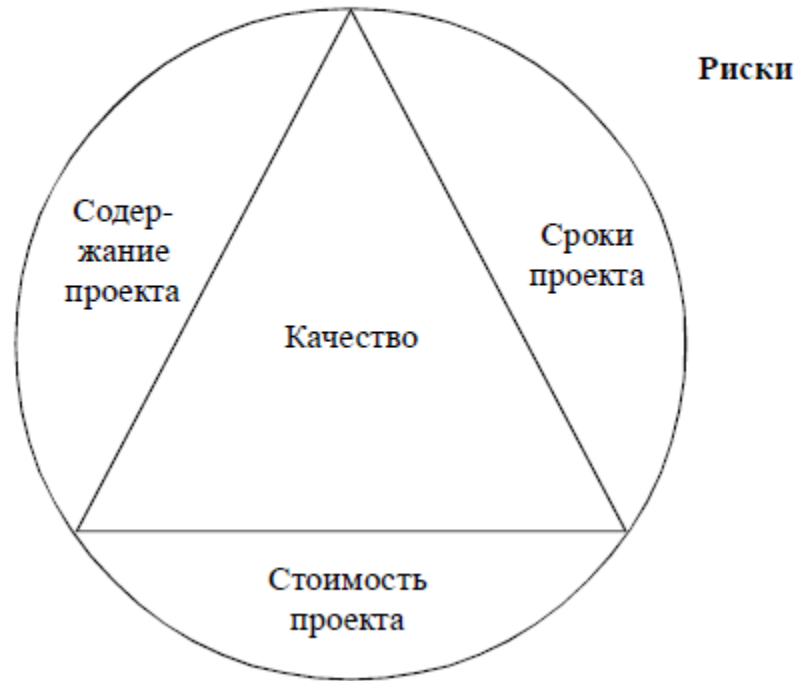 Риски
Содер-
жание
проекта
Сроки
проекта
Качество
Стоимость
проекта